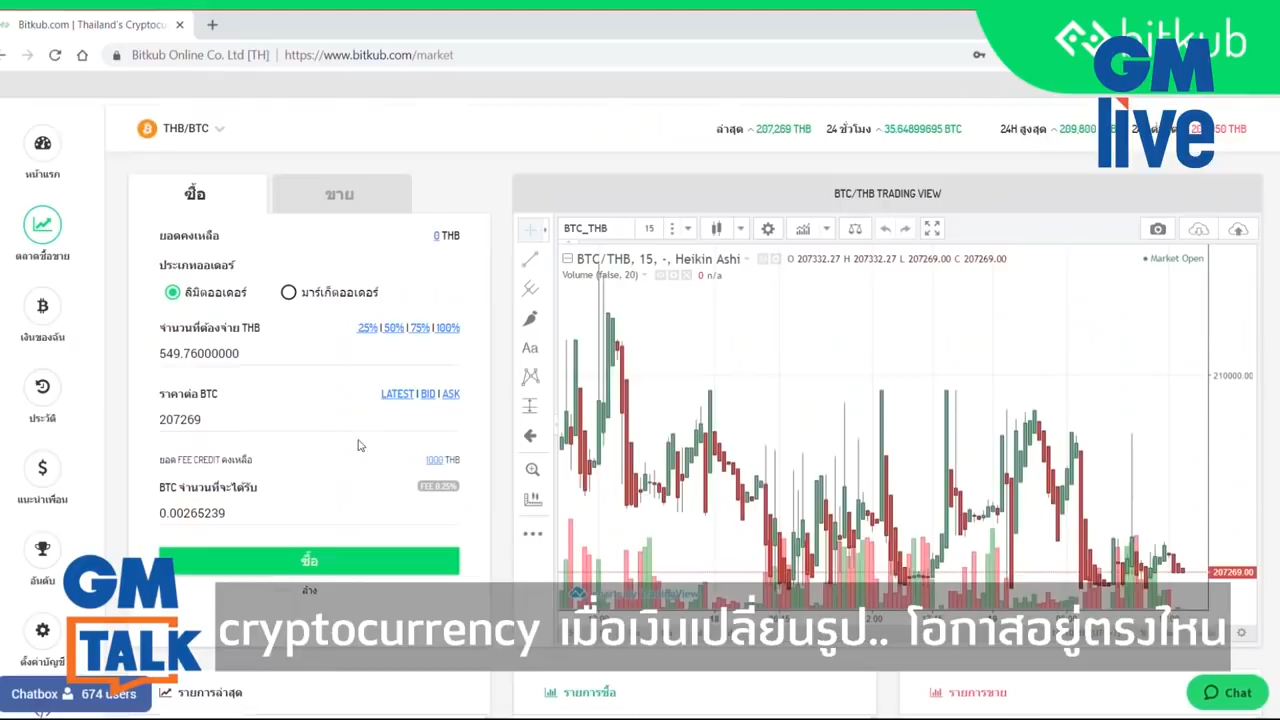 Bitkub.com | Thailand's Cryptocu
Bitkub Online Co. Ltd [TH] | https://www.bitkub.com/market
bitkub
GM
live
THB/BTC
ล่าสุด 207,269 THB 24 ชั่วโมง 35.64899695 BTC 24H สูงสุด 209,800
หน้าแรก
ตลาดซื้อขาย
เงินของฉัน
ประวัติ
แนะนำเพื่อน
อันดับ
ตั้งค่าบัญชี
ซื้อ
ขาย
ยอดคงเหลือ 0 THB
ประเภทออเดอร์
ลิมิตออเดอร์ มาร์เก็ตออเดอร์
จำนวนที่ต้องจ่าย THB 25% | 50% | 75% | 100%
549.76000000
ราคาต่อ BTC LATEST | BID | ASK
207269
ยอด FEE CREDIT คงเหลือ 1000 THB
BTC จำนวนที่จะได้รับ FEE 0.25%
0.00265239
ซื้อ
ล้าง
BTC/THB TRADING VIEW
BTC_THB 15
BTC/THB, 15, -, Heikin Ashi O 207332.27 H 207332.27 L 207269.00 C 207269.00
Market Open
Volume (false, 20) 0 n/a
Aa
210000.00
207269.00
GM
TALK
cryptocurrency เมื่อเงินเปลี่ยนรูป.. โอกาสอยู่ตรงไหน
Chatbox 674 users
รายการล่าสุด
รายการซื้อ
รายการขาย
Chat